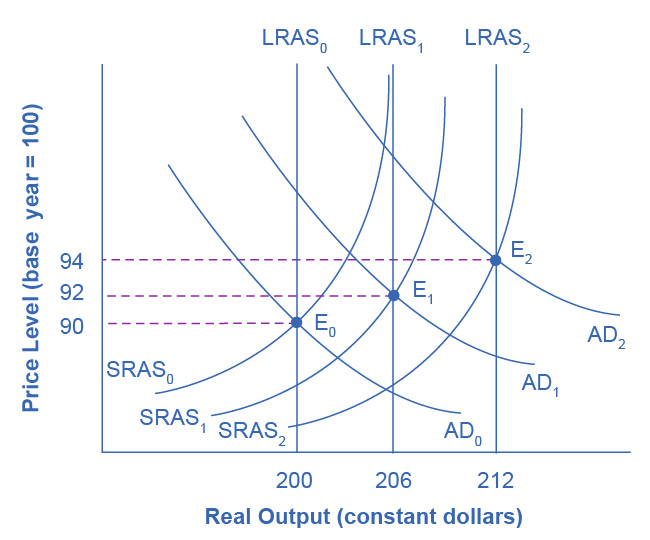 LRAS₀ LRAS₁ LRAS₂
Price Level (base year = 100)
94
92
90
E₂
E₁
E₀
AD₂
SRAS₀
AD₁
SRAS₁
SRAS₂
AD₀
200 206 212
Real Output (constant dollars)